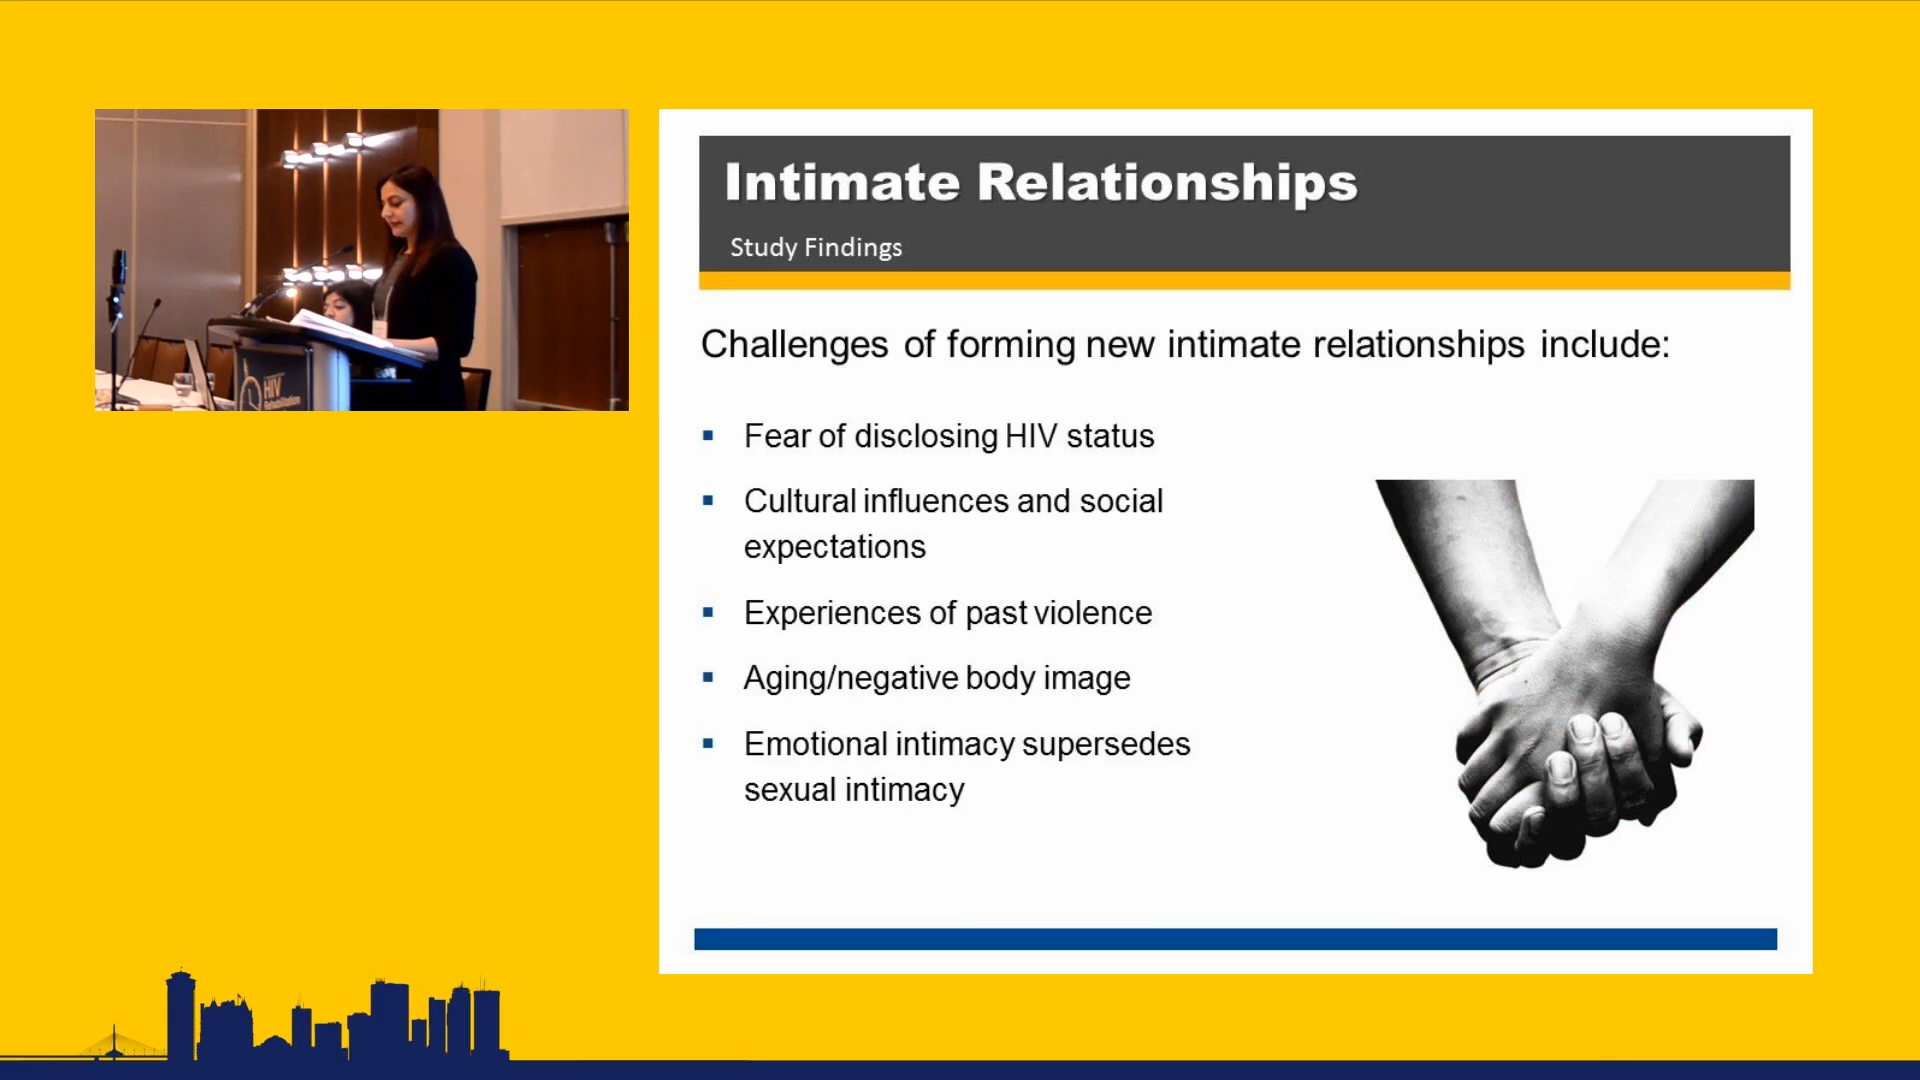 HIV
Rehabilitation
Intimate Relationships
Study Findings
Challenges of forming new intimate relationships include:
▪ Fear of disclosing HIV status
▪ Cultural influences and social
expectations
▪ Experiences of past violence
▪ Aging/negative body image
▪ Emotional intimacy supersedes
sexual intimacy